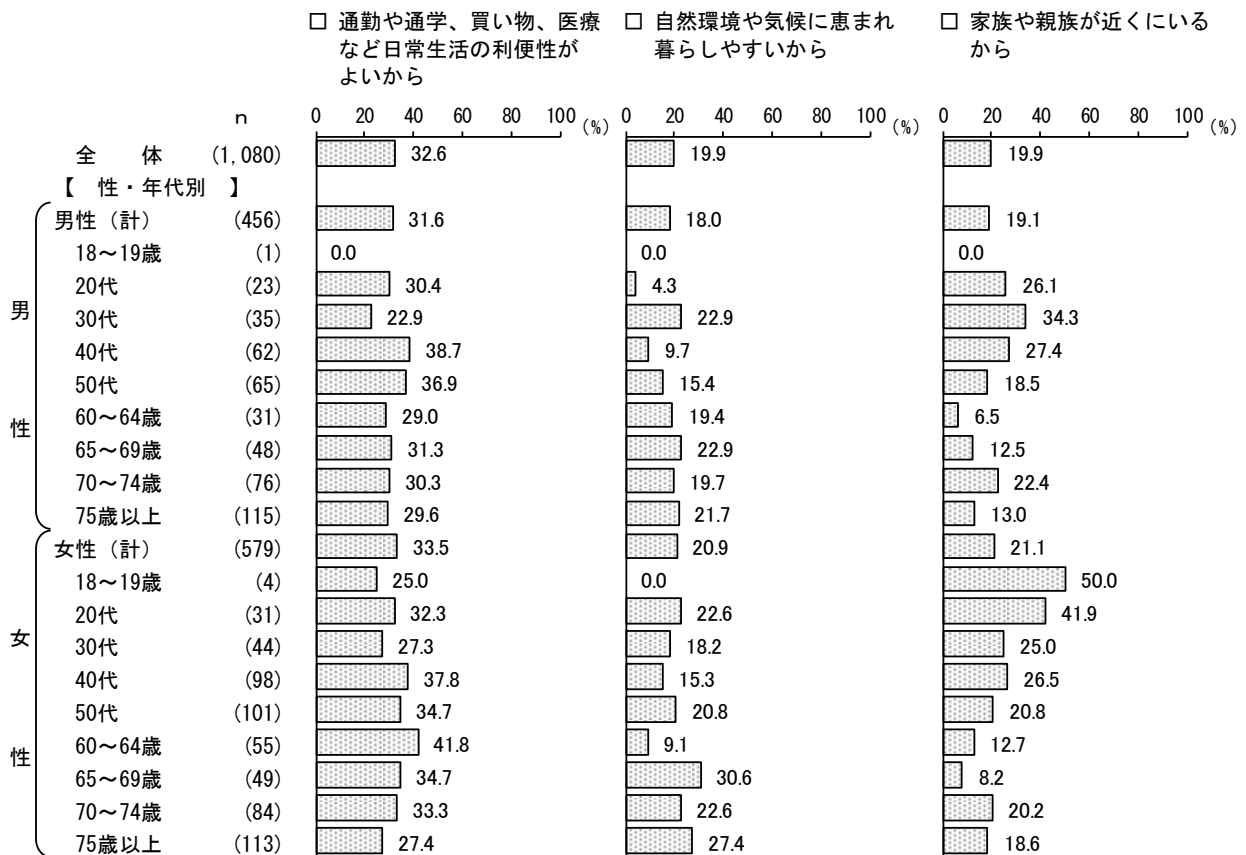 □ 通勤や通学、買い物、医療
など日常生活の利便性が
よいから
□ 自然環境や気候に恵まれ
暮らしやすいから
□ 家族や親族が近くにいる
から
n 0 20 40 60 80 100 (%) 0 20 40 60 80 100 (%) 0 20 40 60 80 100 (%)
全 体 (1,080) 32.6 19.9 19.9
【 性・年代別 】
男性（計） (456) 31.6 18.0 19.1
18～19歳 (1) 0.0 0.0 0.0
20代 (23) 30.4 4.3 26.1
男 30代 (35) 22.9 22.9 34.3
40代 (62) 38.7 9.7 27.4
50代 (65) 36.9 15.4 18.5
性 60～64歳 (31) 29.0 19.4 6.5
65～69歳 (48) 31.3 22.9 12.5
70～74歳 (76) 30.3 19.7 22.4
75歳以上 (115) 29.6 21.7 13.0
女性（計） (579) 33.5 20.9 21.1
18～19歳 (4) 25.0 0.0 50.0
20代 (31) 32.3 22.6 41.9
女 30代 (44) 27.3 18.2 25.0
40代 (98) 37.8 15.3 26.5
50代 (101) 34.7 20.8 20.8
性 60～64歳 (55) 41.8 9.1 12.7
65～69歳 (49) 34.7 30.6 8.2
70～74歳 (84) 33.3 22.6 20.2
75歳以上 (113) 27.4 27.4 18.6